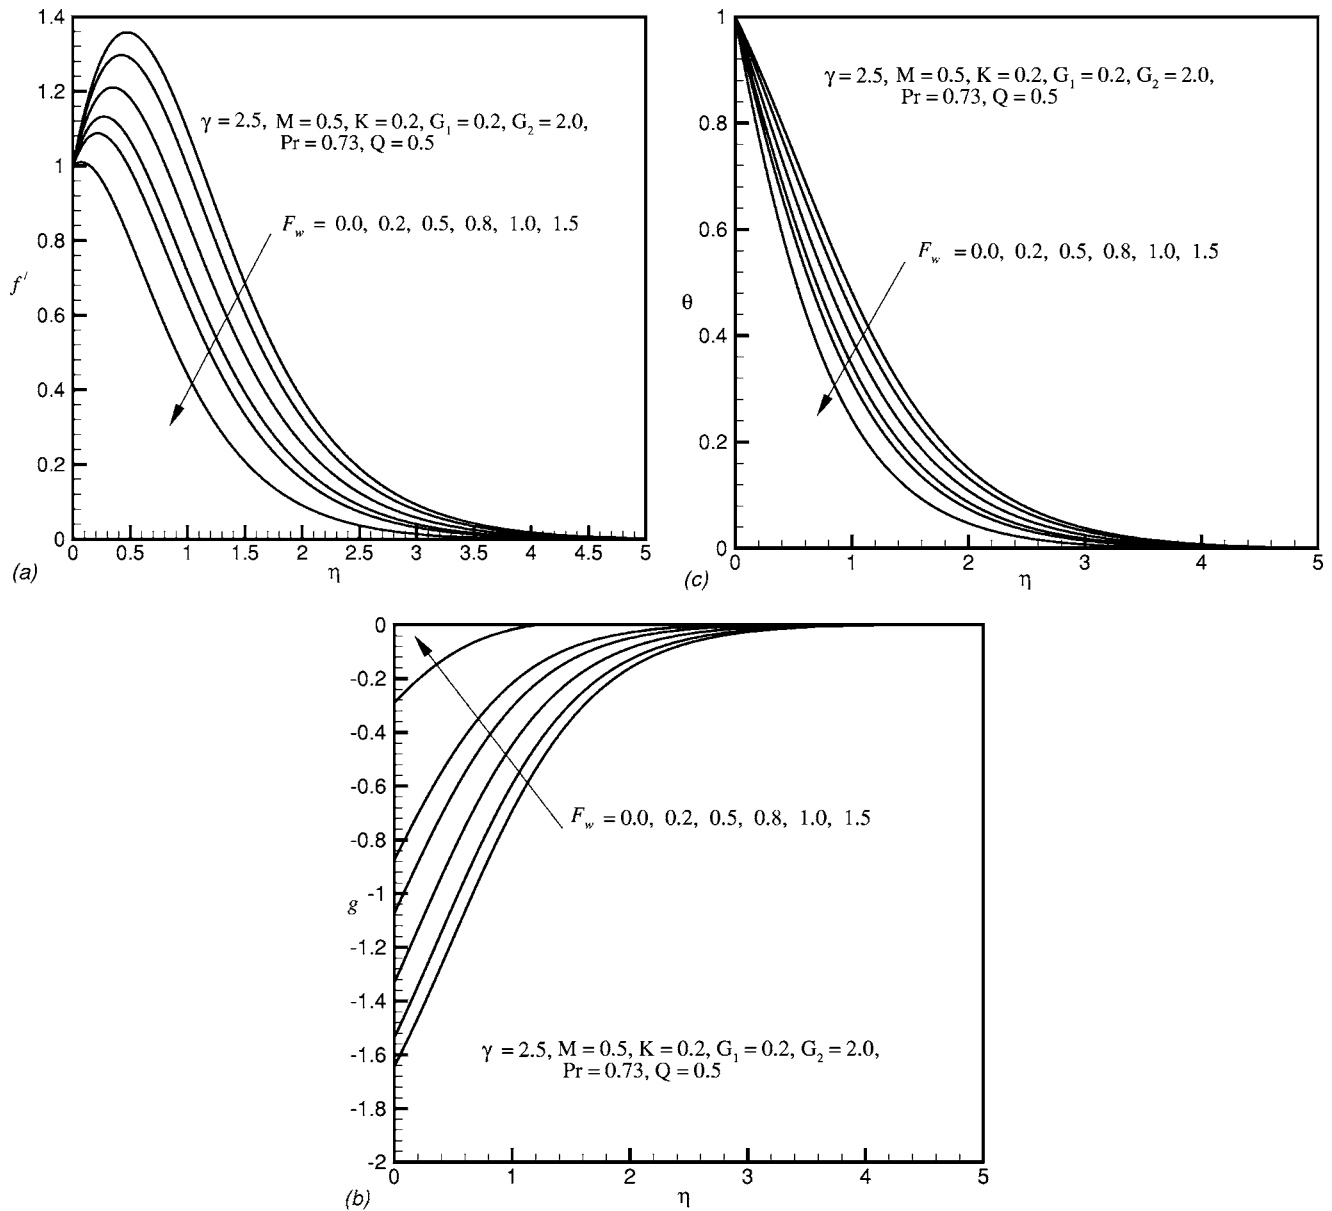 1.4
1.2
1
0.8
0.6
0.4
0.2
0
f′
γ = 2.5, M = 0.5, K = 0.2, G₁ = 0.2, G₂ = 2.0,
Pr = 0.73, Q = 0.5
F_w = 0.0, 0.2, 0.5, 0.8, 1.0, 1.5
0 0.5 1 1.5 2 2.5 3 3.5 4 4.5 5
(a)
η
1
0.8
0.6
0.4
0.2
0
θ
γ = 2.5, M = 0.5, K = 0.2, G₁ = 0.2, G₂ = 2.0,
Pr = 0.73, Q = 0.5
F_w = 0.0, 0.2, 0.5, 0.8, 1.0, 1.5
0 1 2 3 4 5
(c)
η
0
-0.2
-0.4
-0.6
-0.8
-1
-1.2
-1.4
-1.6
-1.8
-2
g
F_w = 0.0, 0.2, 0.5, 0.8, 1.0, 1.5
γ = 2.5, M = 0.5, K = 0.2, G₁ = 0.2, G₂ = 2.0,
Pr = 0.73, Q = 0.5
0 1 2 3 4 5
(b)
η